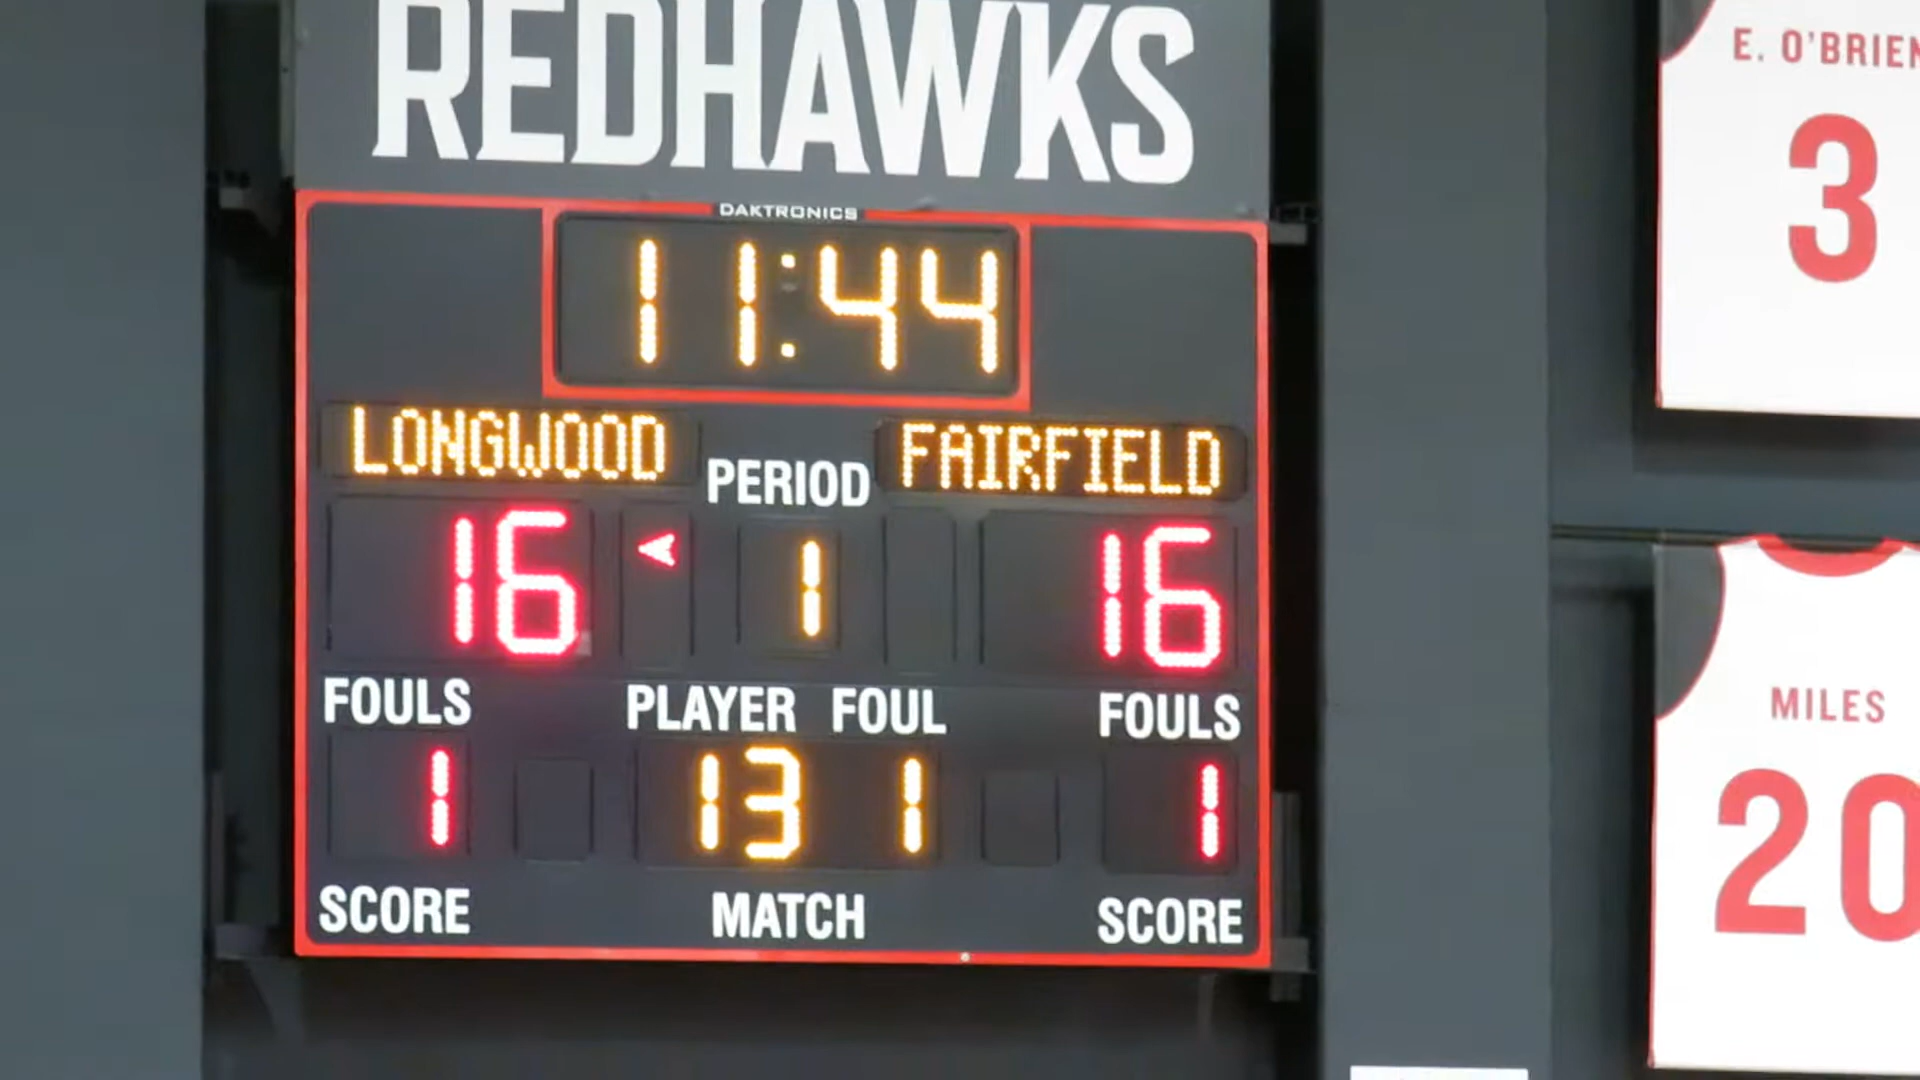 REDHAWKS
DAKTRONICS
11:44
LONGWOOD FAIRFIELD
PERIOD
16 1 16
FOULS PLAYER FOUL FOULS
1 13 1 1
SCORE MATCH SCORE
E. O'BRIEN
3
MILES
20